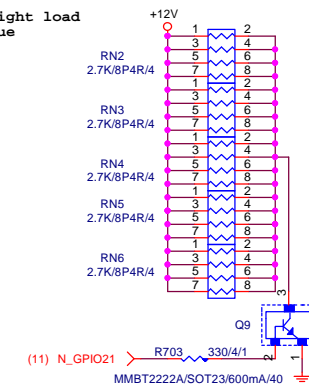 ight load
ue
+12V
1 2
3 4
RN2
5 6
2.7K/8P4R/4
7 8
1 2
3 4
RN3
5 6
2.7K/8P4R/4
7 8
1 2
3 4
RN4
5 6
2.7K/8P4R/4
7 8
1 2
RN5
3 4
2.7K/8P4R/4
5 6
7 8
1 2
3 4
RN6
5 6
2.7K/8P4R/4
7 8
3
Q9
(11) N_GPIO21
R703 330/4/1
2 1
MMBT2222A/SOT23/600mA/40